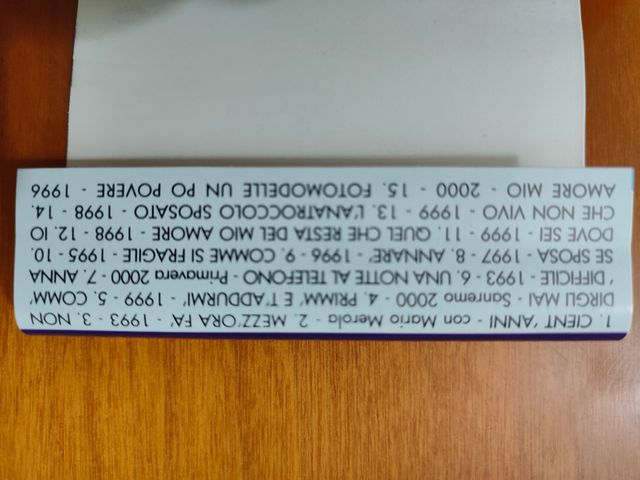 1. CIENT 'ANNI - con Mario Merola - 2. MEZZ'ORA FA' - 1993 - 3. NON
DIRGLI MAI - Sanremo 2000 - 4. PRIMM' E T'ADDURMI' - 1999 - 5. COMM'
'DIFFICILE - 1993 - 6. UNA NOTTE AL TELEFONO - Primavera 2000 - 7. ANNA
SE SPOSA - 1997 - 8. ANNARE' - 1996 - 9. COMME SI FRAGILE - 1995 - 10.
DOVE SEI - 1999 - 11. QUEL CHE RESTA DEL MIO AMORE - 1998 - 12. IO
CHE NON VIVO - 1999 - 13. L'ANATROCCOLO SPOSATO - 1998 - 14.
AMORE MIO - 2000 - 15. FOTOMODELLE UN PO POVERE - 1996